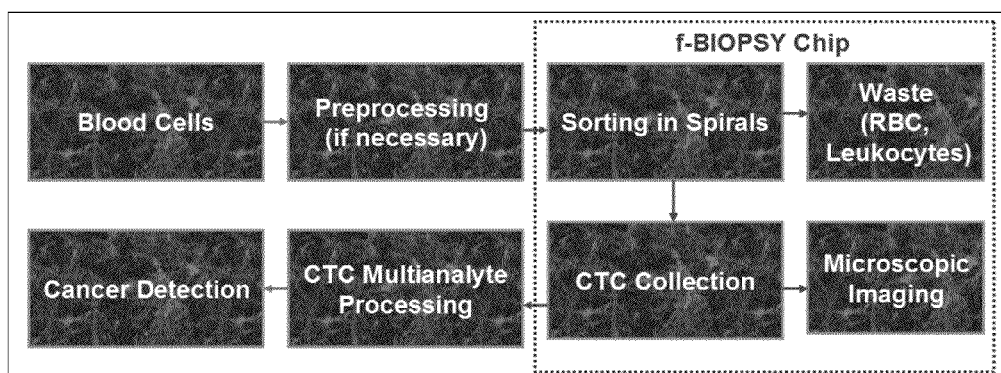 f-BIOPSY Chip
Blood Cells
Preprocessing
(if necessary)
Sorting in Spirals
Waste
(RBC,
Leukocytes)
Cancer Detection
CTC Multianalyte
Processing
CTC Collection
Microscopic
Imaging